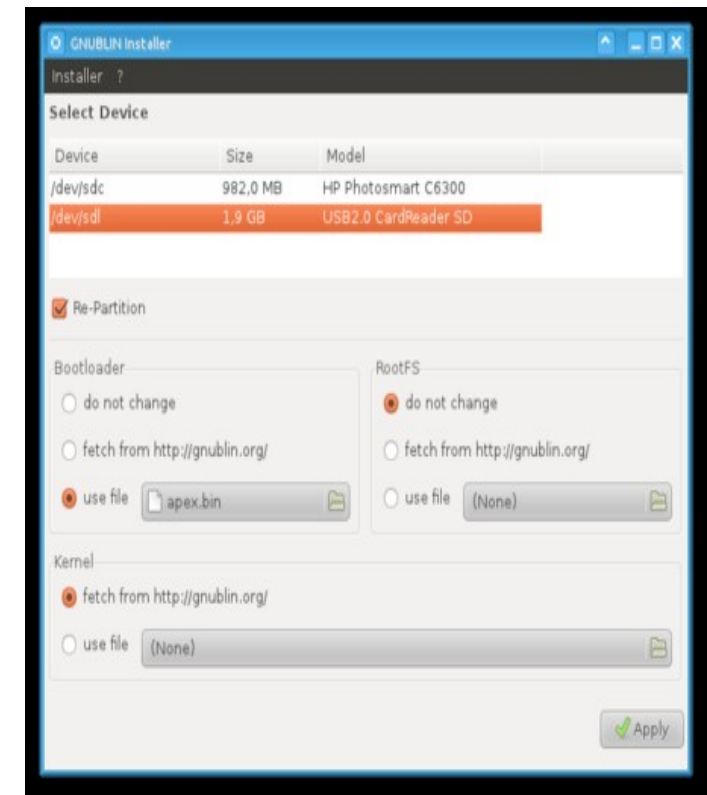 GNUBLIN Installer
Installer ?
Select Device
Device Size Model
/dev/sdc 982,0 MB HP Photosmart C6300
/dev/sdl 1,9 GB USB2.0 CardReader SD
Re-Partition
Bootloader
do not change
fetch from http://gnublin.org/
use file apex.bin
RootFS
do not change
fetch from http://gnublin.org/
use file (None)
Kernel
fetch from http://gnublin.org/
use file (None)
Apply